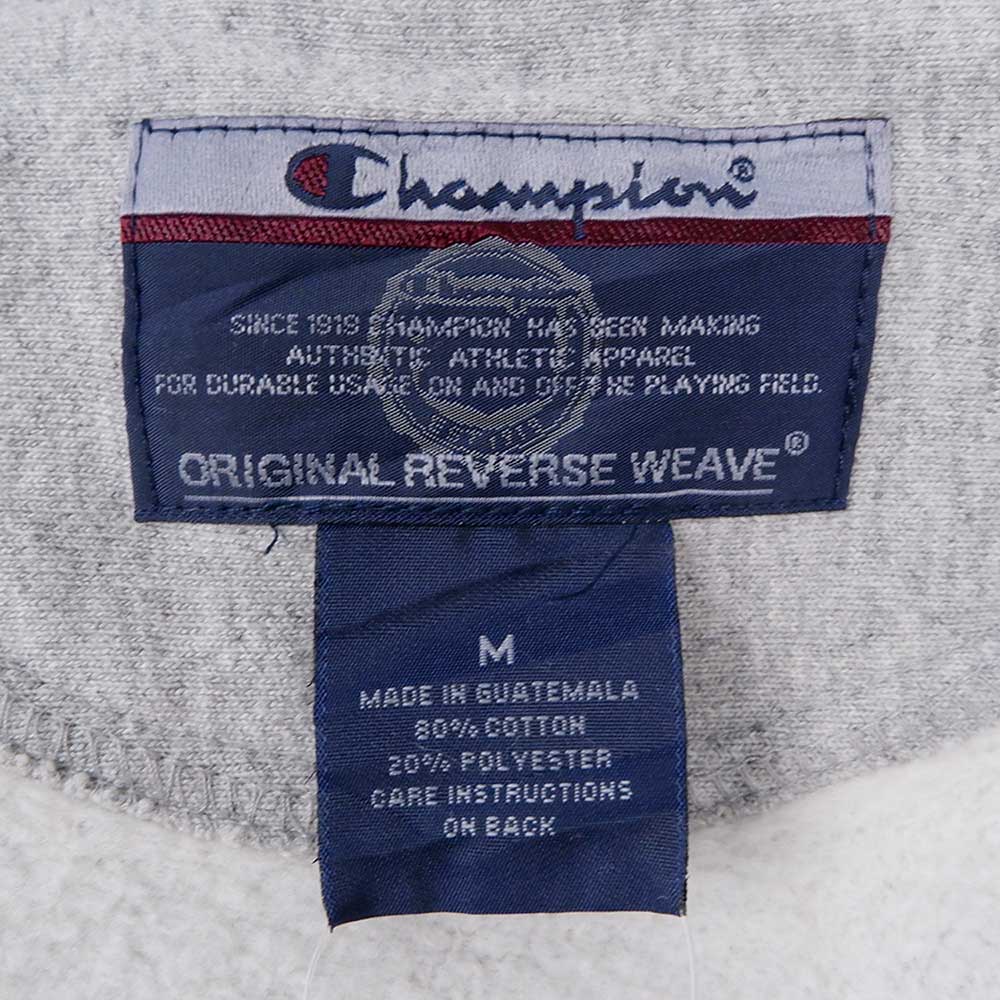 Champion®
SINCE 1919 CHAMPION HAS BEEN MAKING
AUTHENTIC ATHLETIC APPAREL
FOR DURABLE USAGE ON AND OFF THE PLAYING FIELD.
ORIGINAL REVERSE WEAVE®
M
MADE IN GUATEMALA
80% COTTON
20% POLYESTER
CARE INSTRUCTIONS
ON BACK